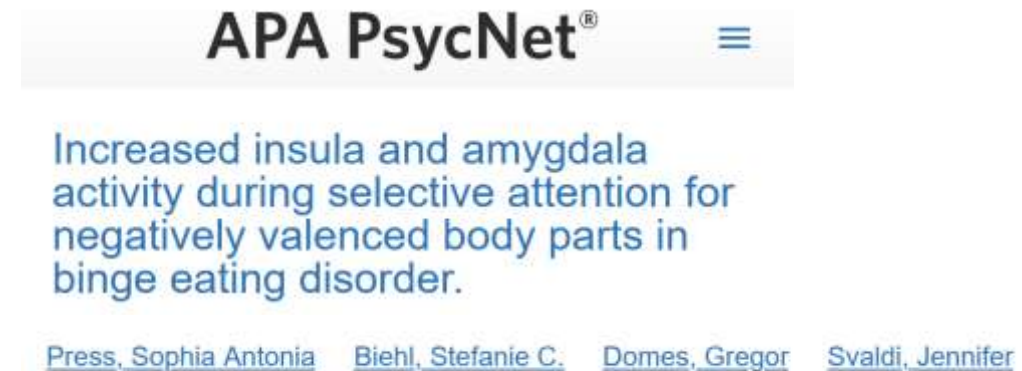 APA PsycNet®
Increased insula and amygdala
activity during selective attention for
negatively valenced body parts in
binge eating disorder.
Press, Sophia Antonia Biehl, Stefanie C. Domes, Gregor Svaldi, Jennifer